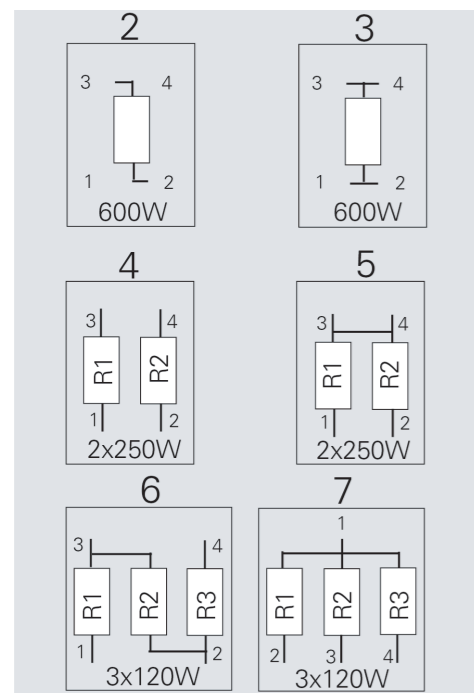 2 3
3 4 3 4
1 2 1 2
600W 600W
4 5
3 4 3 4
R1 R2 R1 R2
1 2 1 2
2x250W 2x250W
6 7
1
3 4
R1 R2 R3 R1 R2 R3
1 2 2 3 4
3x120W 3x120W